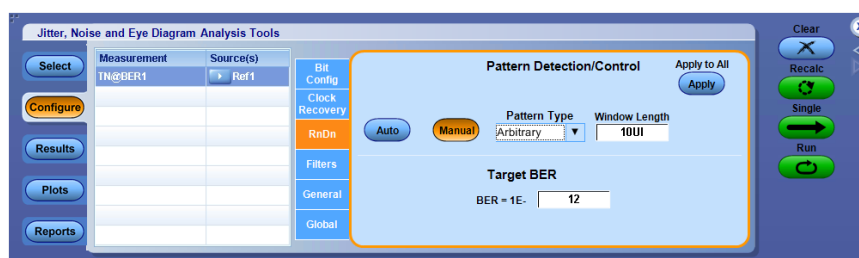 Jitter, Noise and Eye Diagram Analysis Tools
Clear
X
Select
Configure
Results
Plots
Reports
Measurement Source(s)
TN@BER1 Ref1
Bit
Config
Clock
Recovery
RnDn
Filters
General
Global
Pattern Detection/Control
Apply to All
Apply
Auto
Manual
Pattern Type
Arbitrary
Window Length
10UI
Target BER
BER = 1E- 12
Recalc
Single
Run